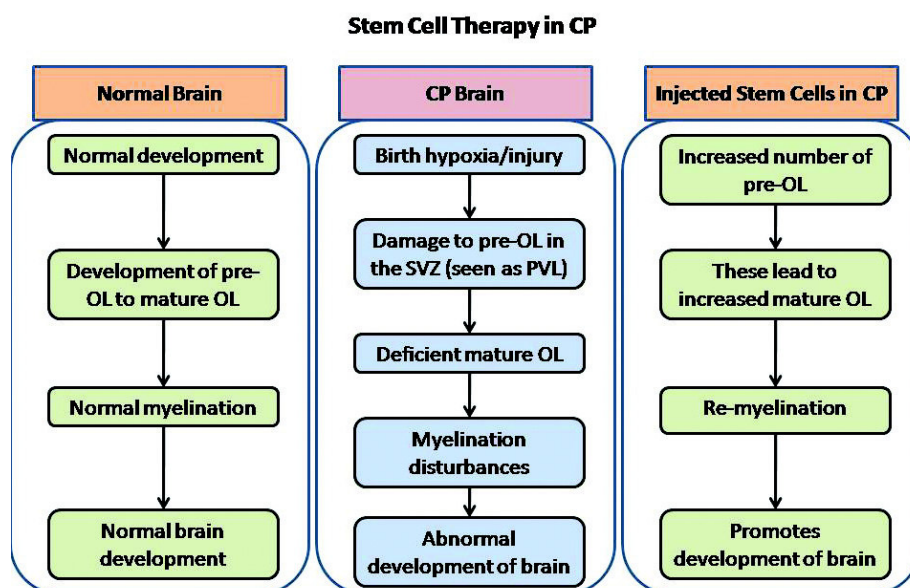 Stem Cell Therapy in CP
Normal Brain
Normal development
Development of pre-
OL to mature OL
Normal myelination
Normal brain
development
CP Brain
Birth hypoxia/injury
Damage to pre-OL in
the SVZ (seen as PVL)
Deficient mature OL
Myelination
disturbances
Abnormal
development of brain
Injected Stem Cells in CP
Increased number of
pre-OL
These lead to
increased mature OL
Re-myelination
Promotes
development of brain